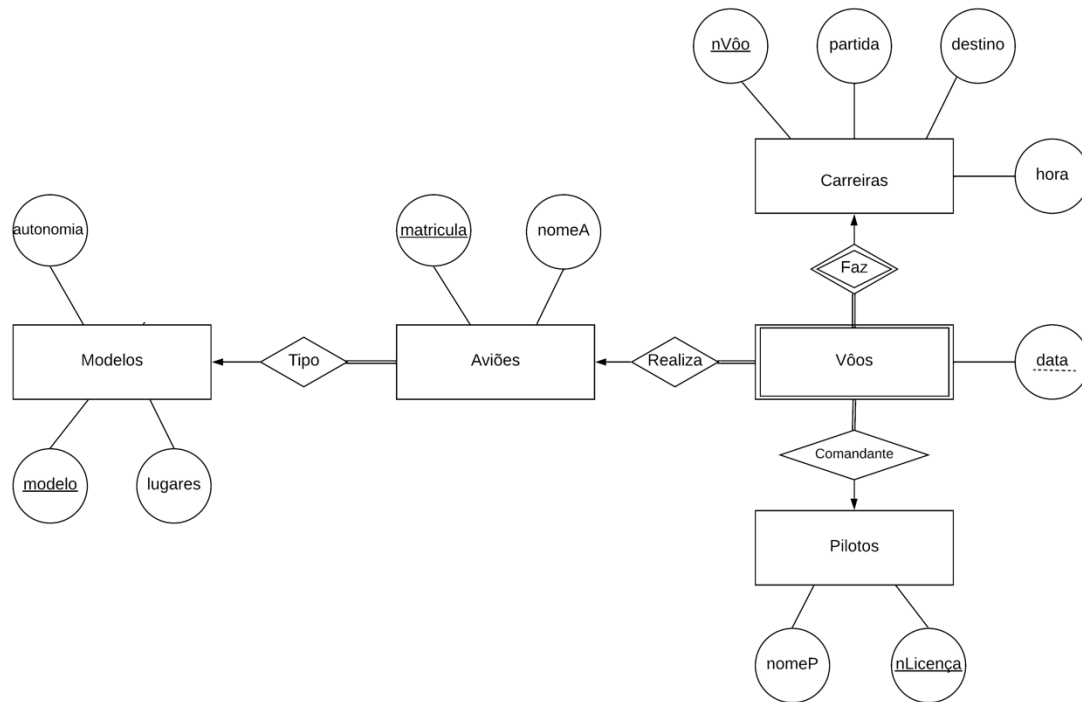 nVôo
partida
destino
Carreiras
hora
autonomia
matricula
nomeA
Faz
Modelos
Tipo
Aviões
Realiza
Vôos
data
Comandante
modelo
lugares
Pilotos
nomeP
nLicença